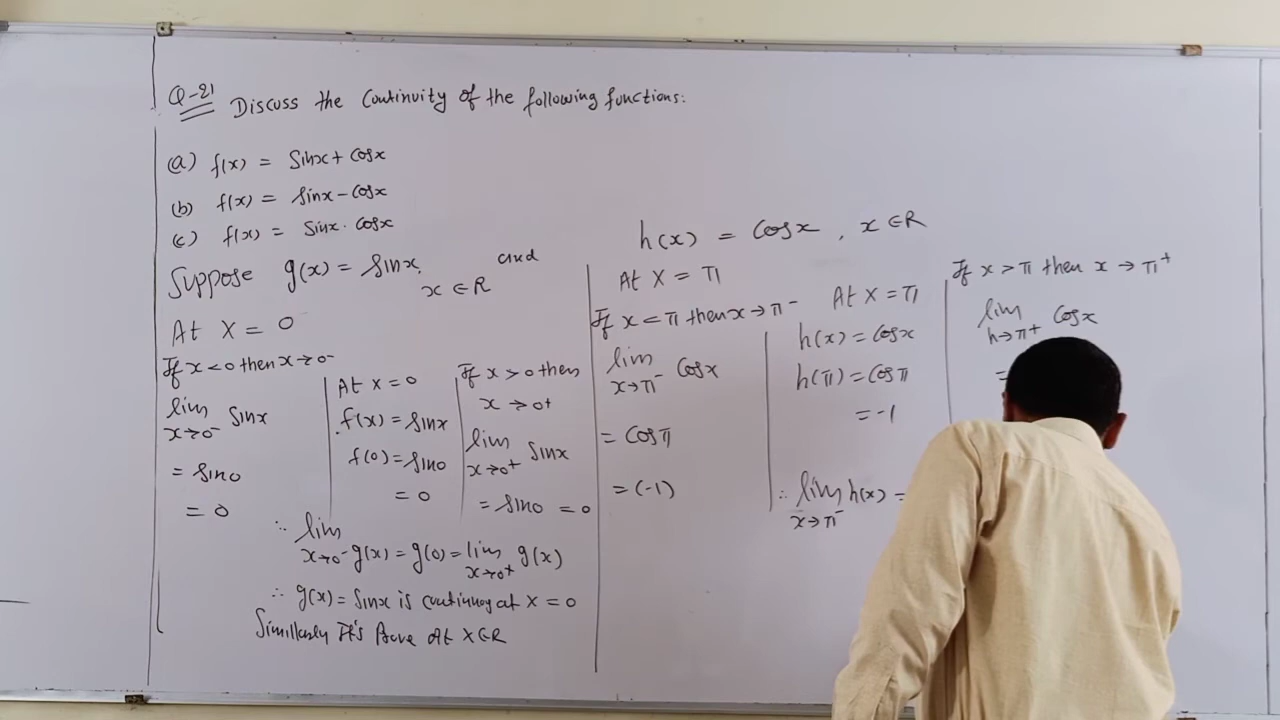 Q-21 Discuss the Continuity of the following functions:
(a) f(x) = Sinx + Cosx
(b) f(x) = Sinx - Cosx
(c) f(x) = Sinx · Cosx
Suppose g(x) = Sinx, x ∈ R and
At X = 0
If x < 0 then x → 0⁻
lim x→0⁻ Sinx
= Sin0
= 0
At X = 0
f(x) = Sinx
f(0) = Sin0
= 0
If x > 0 then
x → 0⁺
lim x→0⁺ Sinx
= Sin0 = 0
∴ lim x→0⁻ g(x) = g(0) = lim x→0⁺ g(x)
∴ g(x) = Sinx is continuous at X = 0
Similarly It's Prove at X ∈ R
h(x) = Cosx, x ∈ R
At X = π
If x < π then x → π⁻
lim x→π⁻ Cosx
= Cosπ
= (-1)
At X = π
h(x) = Cosx
h(π) = Cosπ
= -1
∴ lim x→π⁻ h(x) =
If x > π then x → π⁺
lim h→π⁺ Cosx
=